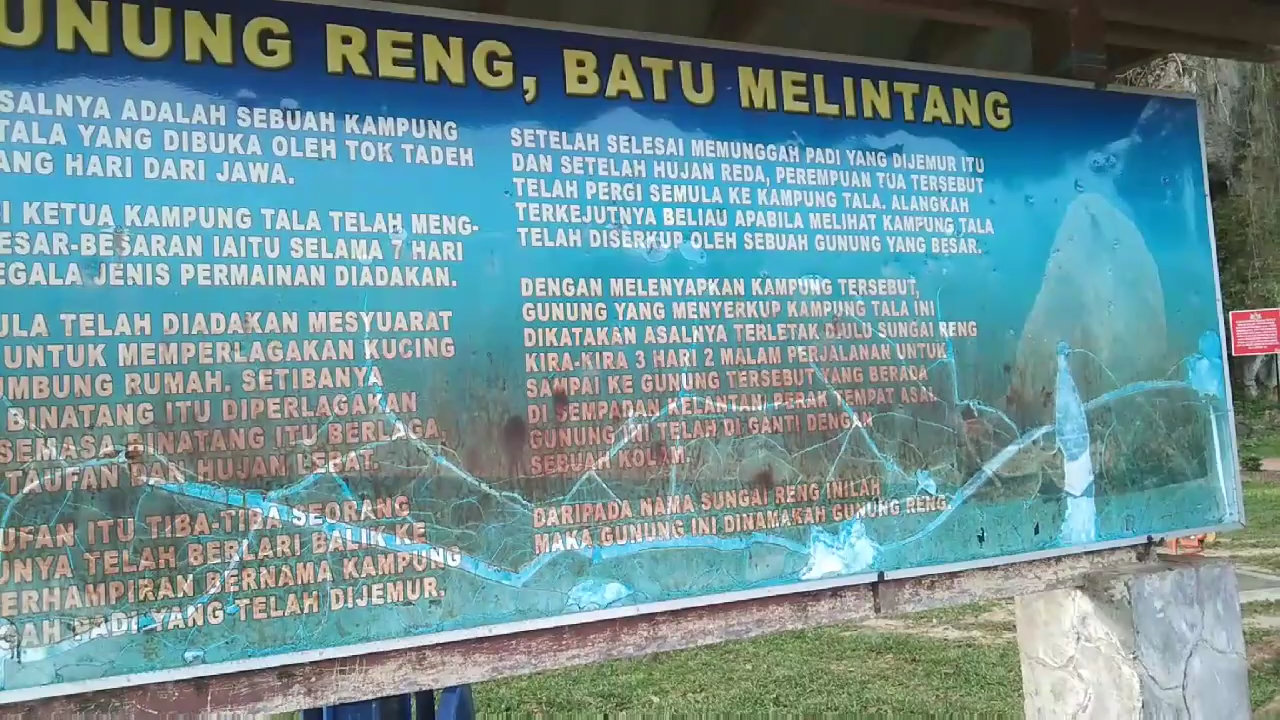 UNUNG RENG, BATU MELINTANG
SALNYA ADALAH SEBUAH KAMPUNG
TALA YANG DIBUKA OLEH TOK TADEH
ANG HARI DARI JAWA.
I KETUA KAMPUNG TALA TELAH MENG-
ESAR-BESARAN IAITU SELAMA 7 HARI
EGALA JENIS PERMAINAN DIADAKAN.
ULA TELAH DIADAKAN MESYUARAT
UNTUK MEMPERLAGAKAN KUCING
UMBUNG RUMAH. SETIBANYA
BINATANG ITU DIPERLAGAKAN
SEMASA BINATANG ITU BERLAGA,
TAUFAN DAN HUJAN LEBAT.
UFAN ITU TIBA-TIBA SEORANG
UNYA TELAH BERLARI BALIK KE
ERHAMPIRAN BERNAMA KAMPUNG
GAH PADI YANG TELAH DIJEMUR.
SETELAH SELESAI MEMUNGGAH PADI YANG DIJEMUR ITU
DAN SETELAH HUJAN REDA, PEREMPUAN TUA TERSEBUT
TELAH PERGI SEMULA KE KAMPUNG TALA. ALANGKAH
TERKEJUTNYA BELIAU APABILA MELIHAT KAMPUNG TALA
TELAH DISERKUP OLEH SEBUAH GUNUNG YANG BESAR.
DENGAN MELENYAPKAN KAMPUNG TERSEBUT,
GUNUNG YANG MENYERKUP KAMPUNG TALA INI
DIKATAKAN ASALNYA TERLETAK DIULU SUNGAI RENG
KIRA-KIRA 3 HARI 2 MALAM PERJALANAN UNTUK
SAMPAI KE GUNUNG TERSEBUT YANG BERADA
DI SEMPADAN KELANTAN PERAK TEMPAT ASAL
GUNUNG INI TELAH DI GANTI DENGAN
SEBUAH KOLAM.
DARIPADA NAMA SUNGAI RENG INILAH
MAKA GUNUNG INI DINAMAKAH GUNUNG RENG.